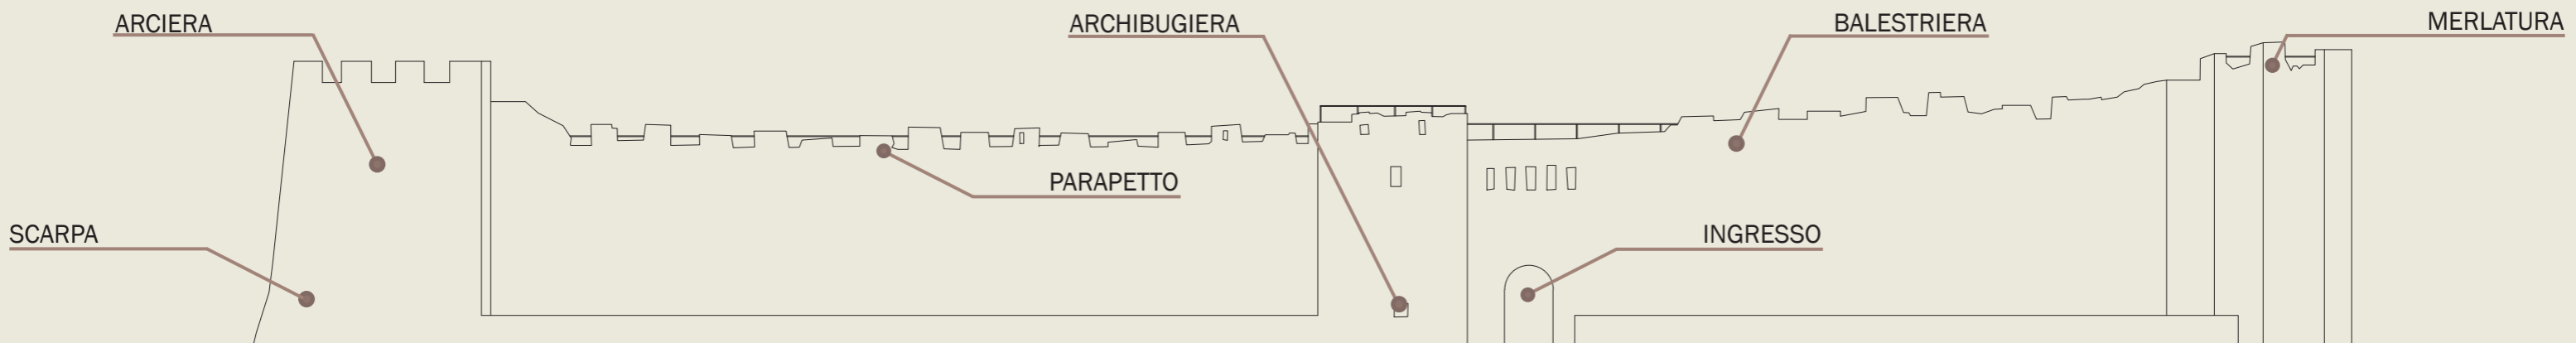 ARCIERA
ARCHIBUGIERA
BALESTRIERA
MERLATURA
PARAPETTO
SCARPA
INGRESSO